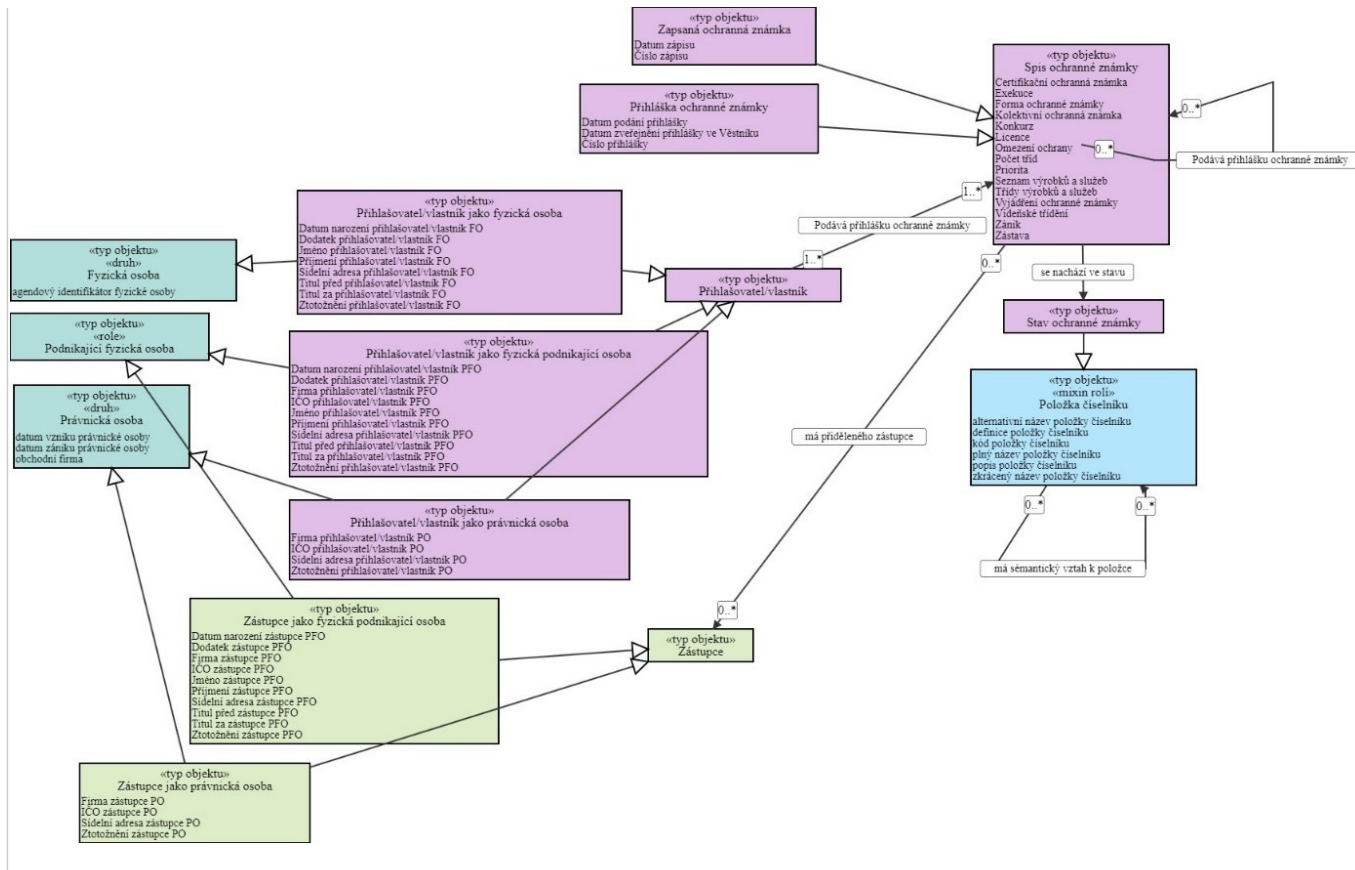 «typ objektu»
Zapsaná ochranná známka
Datum zápisu
Číslo zápisu
«typ objektu»
Přihláška ochranné známky
Datum podání přihlášky
Datum zveřejnění přihlášky ve Věstníku
Číslo přihlášky
«typ objektu»
Spis ochranné známky
Certifikační ochranná známka
Exekuce
Forma ochranné známky
Kolektivní ochranná známka
Konkurz
Licence
Omezení ochrany
Počet tříd
Priorita
Seznam výrobků a služeb
Třídy výrobků a služeb
Vyjádření ochranné známky
Vídeňské třídění
Zánik
Zástava
0..*
0..*
Podává přihlášku ochranné známky
1..*
Podává přihlášku ochranné známky
1..*
0..*
«typ objektu»
Přihlašovatel/vlastník jako fyzická osoba
Datum narození přihlašovatel/vlastník FO
Dodatek přihlašovatel/vlastník FO
Jméno přihlašovatel/vlastník FO
Příjmení přihlašovatel/vlastník FO
Sídelní adresa přihlašovatel/vlastník FO
Titul před přihlašovatel/vlastník FO
Titul za přihlašovatel/vlastník FO
Ztotožnění přihlašovatel/vlastník FO
«typ objektu»
«druh»
Fyzická osoba
agendový identifikátor fyzické osoby
«typ objektu»
Přihlašovatel/vlastník
se nachází ve stavu
«typ objektu»
Stav ochranné známky
«typ objektu»
«role»
Podnikající fyzická osoba
«typ objektu»
Přihlašovatel/vlastník jako fyzická podnikající osoba
Datum narození přihlašovatel/vlastník PFO
Dodatek přihlašovatel/vlastník PFO
Firma přihlašovatel/vlastník PFO
IČO přihlašovatel/vlastník PFO
Jméno přihlašovatel/vlastník PFO
Příjmení přihlašovatel/vlastník PFO
Sídelní adresa přihlašovatel/vlastník PFO
Titul před přihlašovatel/vlastník PFO
Titul za přihlašovatel/vlastník PFO
Ztotožnění přihlašovatel/vlastník PFO
«typ objektu»
«druh»
Právnická osoba
datum vzniku právnické osoby
datum zániku právnické osoby
obchodní firma
«typ objektu»
«mixin rolí»
Položka číselníku
alternativní název položky číselníku
definice položky číselníku
kód položky číselníku
plný název položky číselníku
popis položky číselníku
zkrácený název položky číselníku
má přiděleného zástupce
0..*
0..*
má sémantický vztah k položce
«typ objektu»
Přihlašovatel/vlastník jako právnická osoba
Firma přihlašovatel/vlastník PO
IČO přihlašovatel/vlastník PO
Sídelní adresa přihlašovatel/vlastník PO
Ztotožnění přihlašovatel/vlastník PO
«typ objektu»
Zástupce jako fyzická podnikající osoba
Datum narození zástupce PFO
Dodatek zástupce PFO
Firma zástupce PFO
IČO zástupce PFO
Jméno zástupce PFO
Příjmení zástupce PFO
Sídelní adresa zástupce PFO
Titul před zástupce PFO
Titul za zástupce PFO
Ztotožnění zástupce PFO
0..*
«typ objektu»
Zástupce
«typ objektu»
Zástupce jako právnická osoba
Firma zástupce PO
IČO zástupce PO
Sídelní adresa zástupce PO
Ztotožnění zástupce PO